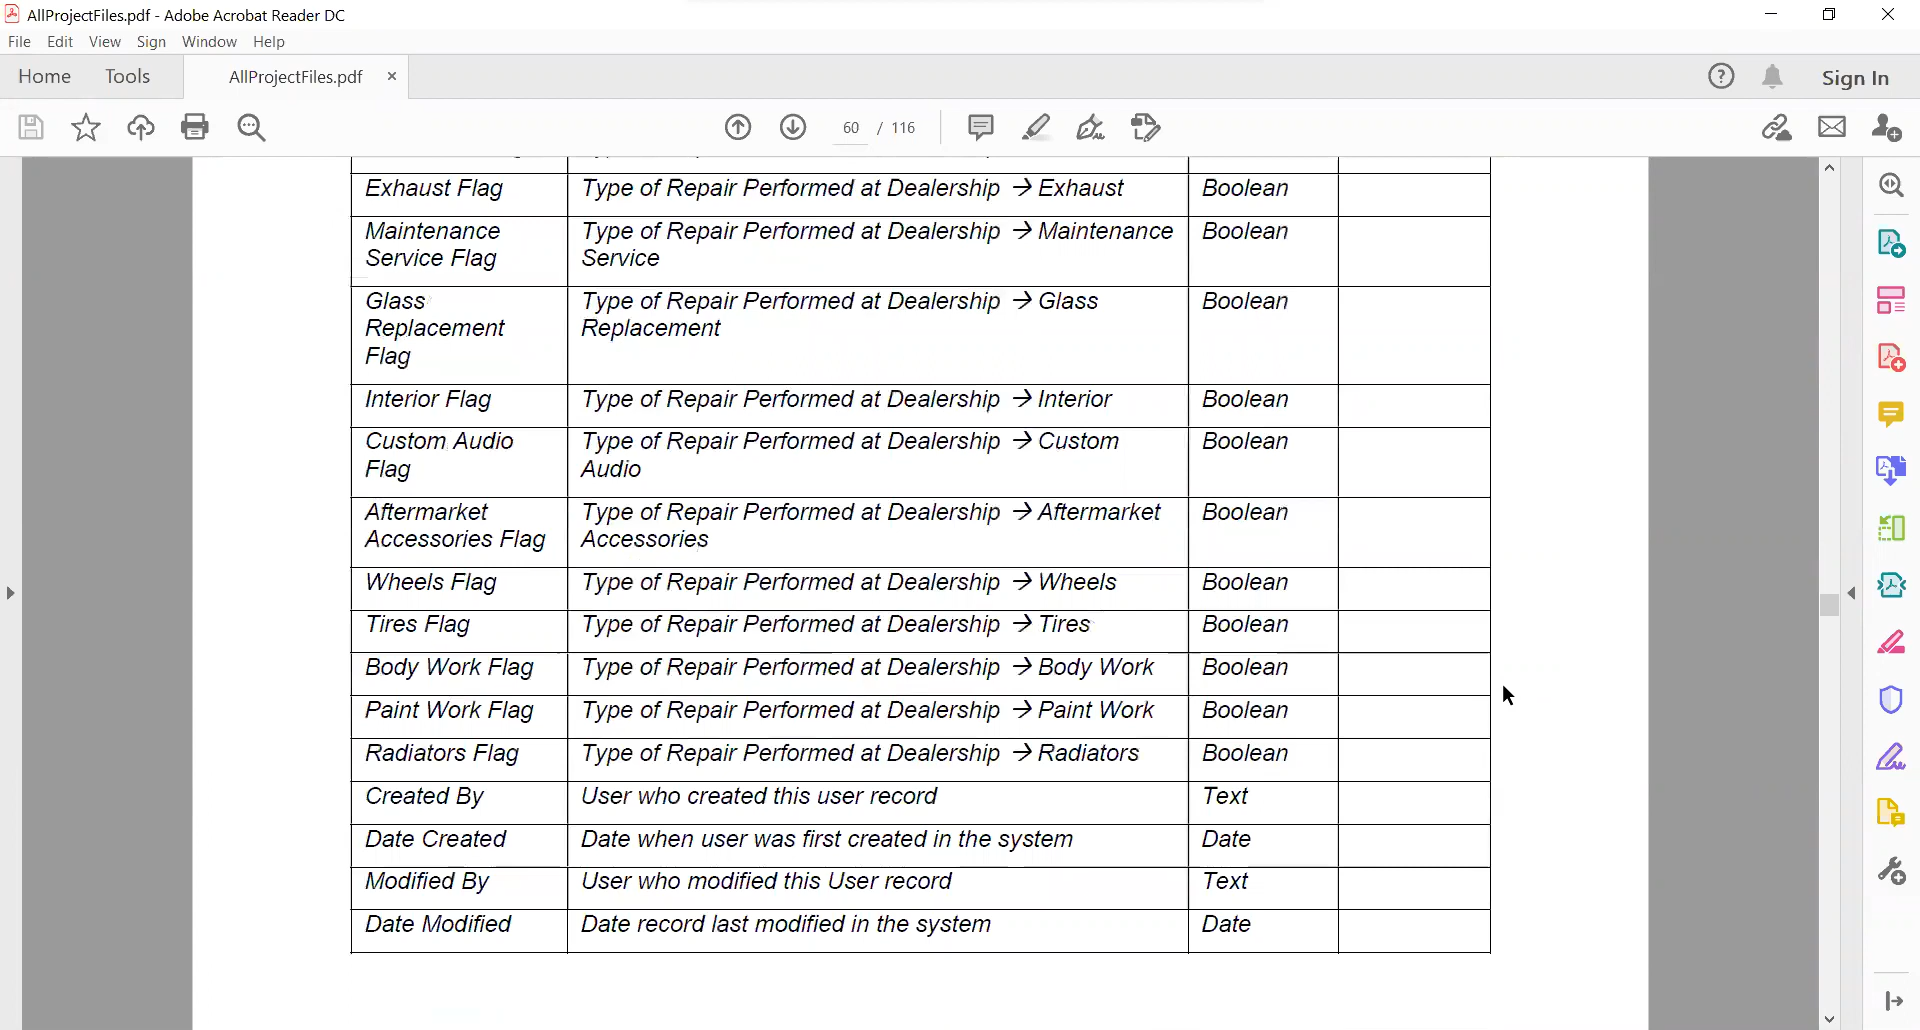 AllProjectFiles.pdf - Adobe Acrobat Reader DC
File Edit View Sign Window Help
Home Tools AllProjectFiles.pdf × Sign In
60 / 116
Exhaust Flag Type of Repair Performed at Dealership → Exhaust Boolean
Maintenance Type of Repair Performed at Dealership → Maintenance Boolean
Service Flag Service
Glass Type of Repair Performed at Dealership → Glass Boolean
Replacement Replacement
Flag
Interior Flag Type of Repair Performed at Dealership → Interior Boolean
Custom Audio Type of Repair Performed at Dealership → Custom Boolean
Flag Audio
Aftermarket Type of Repair Performed at Dealership → Aftermarket Boolean
Accessories Flag Accessories
Wheels Flag Type of Repair Performed at Dealership → Wheels Boolean
Tires Flag Type of Repair Performed at Dealership → Tires Boolean
Body Work Flag Type of Repair Performed at Dealership → Body Work Boolean
Paint Work Flag Type of Repair Performed at Dealership → Paint Work Boolean
Radiators Flag Type of Repair Performed at Dealership → Radiators Boolean
Created By User who created this user record Text
Date Created Date when user was first created in the system Date
Modified By User who modified this User record Text
Date Modified Date record last modified in the system Date